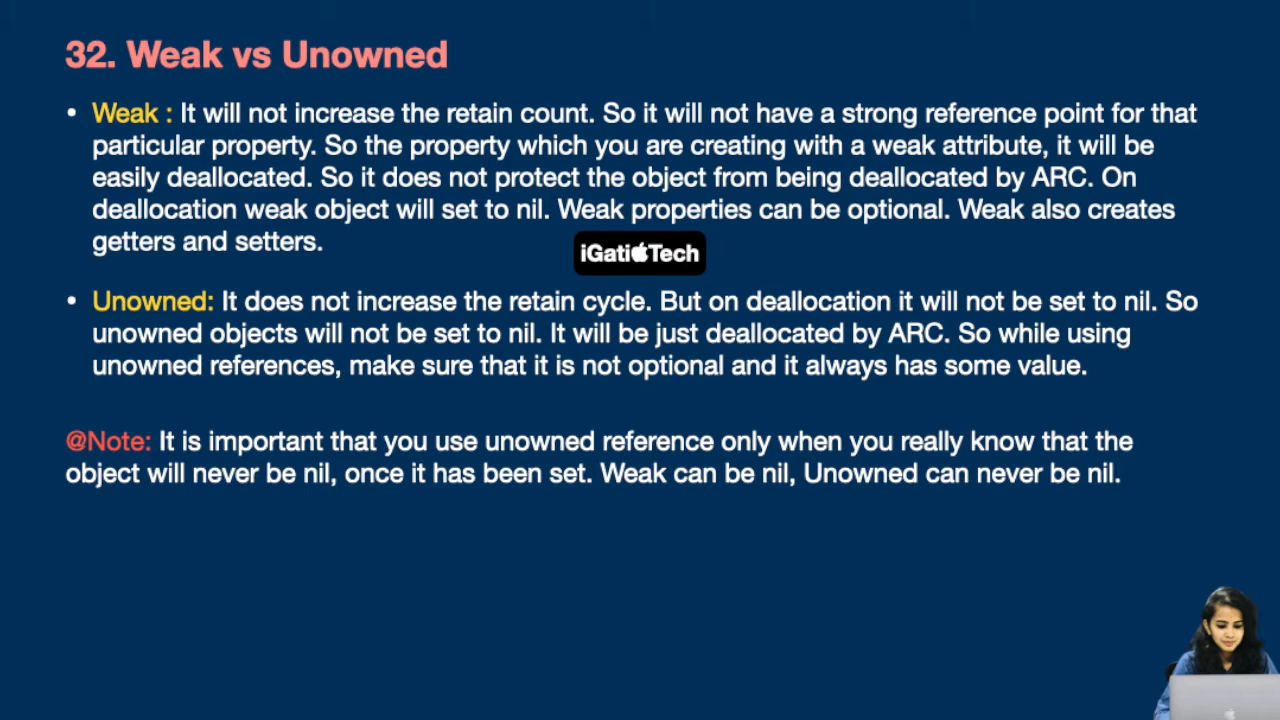 32. Weak vs Unowned
• Weak : It will not increase the retain count. So it will not have a strong reference point for that
particular property. So the property which you are creating with a weak attribute, it will be
easily deallocated. So it does not protect the object from being deallocated by ARC. On
deallocation weak object will set to nil. Weak properties can be optional. Weak also creates
getters and setters.
iGatiTech
• Unowned: It does not increase the retain cycle. But on deallocation it will not be set to nil. So
unowned objects will not be set to nil. It will be just deallocated by ARC. So while using
unowned references, make sure that it is not optional and it always has some value.
@Note: It is important that you use unowned reference only when you really know that the
object will never be nil, once it has been set. Weak can be nil, Unowned can never be nil.